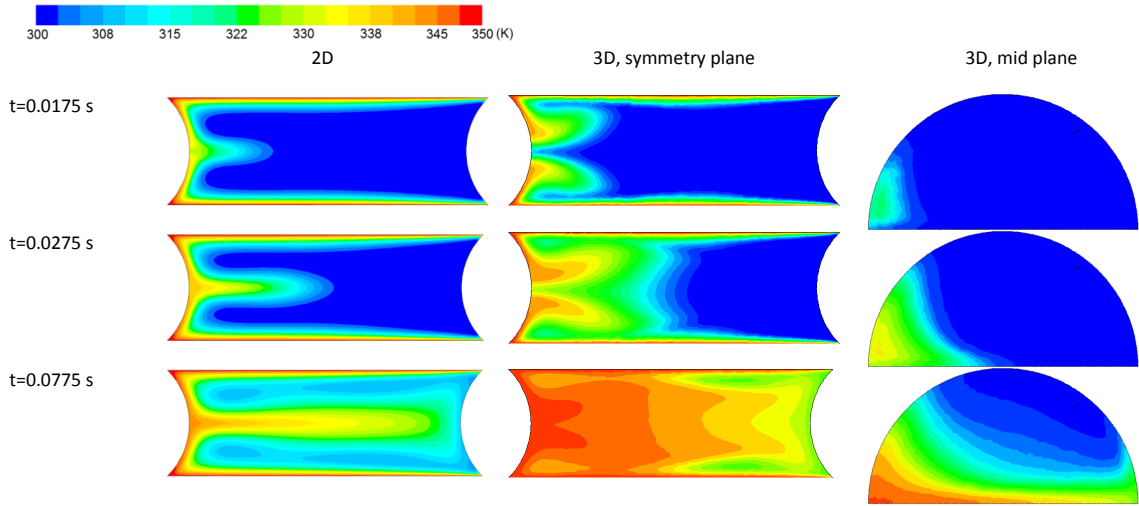 300 308 315 322 330 338 345 350 (K)
2D 3D, symmetry plane 3D, mid plane
t=0.0175 s
t=0.0275 s
t=0.0775 s